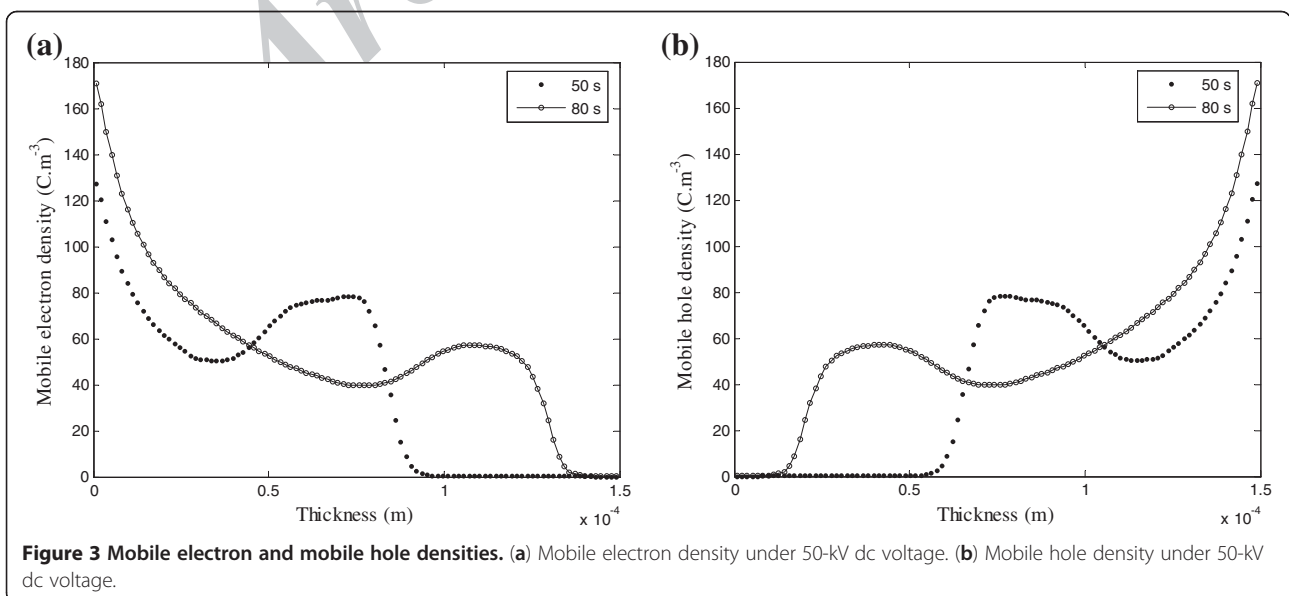 (a)
180
160
140
120
100
80
60
40
20
0
Mobile electron density (C.m-3)
50 s
80 s
0
0.5
1
1.5
x 10-4
Thickness (m)
(b)
180
160
140
120
100
80
60
40
20
0
Mobile hole density (C.m-3)
50 s
80 s
0
0.5
1
1.5
x 10-4
Thickness (m)
Figure 3 Mobile electron and mobile hole densities. (a) Mobile electron density under 50-kV dc voltage. (b) Mobile hole density under 50-kV
dc voltage.